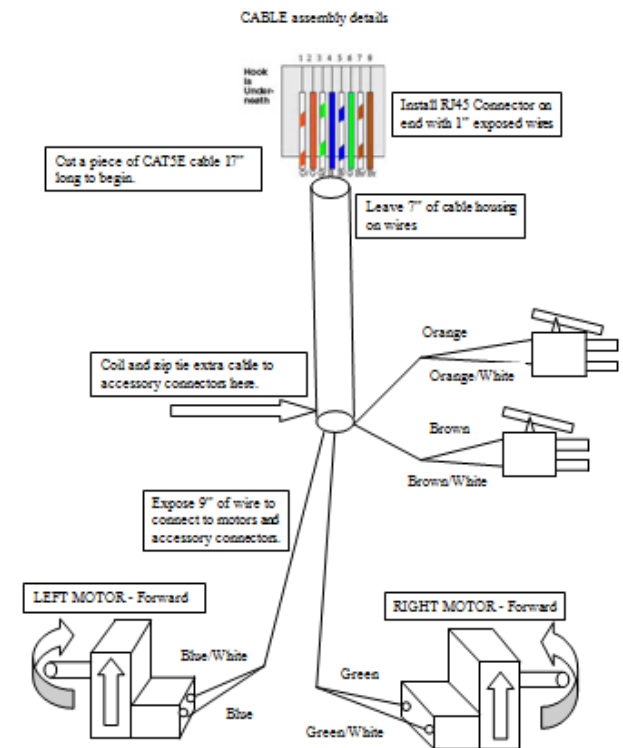 CABLE assembly details
1 2 3 4 5 6 7 8
Hook
is
Under-
neath
Install RJ45 Connector on
end with 1" exposed wires
Cut a piece of CAT5E cable 17"
long to begin.
Leave 7" of cable housing
on wires
Orange
Orange/White
Coil and zip tie extra cable to
accessory connectors here.
Brown
Brown/White
Expose 9" of wire to
connect to motors and
accessory connectors.
LEFT MOTOR - Forward
RIGHT MOTOR - Forward
Blue/White
Blue
Green
Green/White